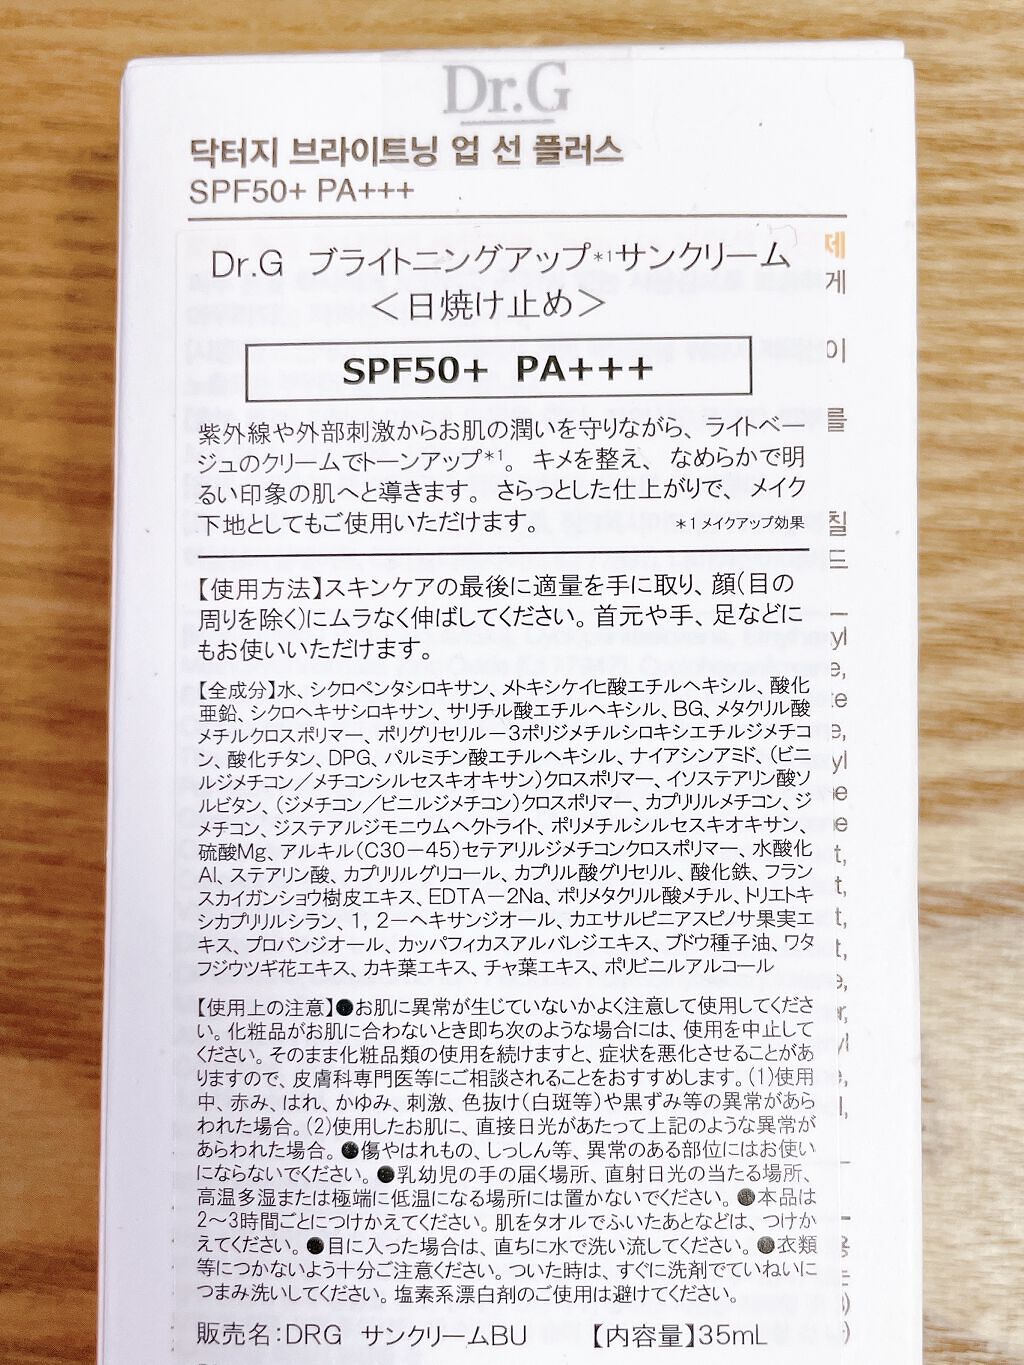 Dr.G
닥터지 브라이트닝 업 선 플러스
SPF50+ PA+++
Dr.G ブライトニングアップ*1サンクリーム
＜日焼け止め＞
SPF50+ PA+++
紫外線や外部刺激からお肌の潤いを守りながら、ライトベー
ジュのクリームでトーンアップ*1。キメを整え、なめらかで明
るい印象の肌へと導きます。さらっとした仕上がりで、メイク
下地としてもご使用いただけます。 ＊1メイクアップ効果
【使用方法】スキンケアの最後に適量を手に取り、顔(目の
周りを除く)にムラなく伸ばしてください。首元や手、足などに
もお使いいただけます。
【全成分】水、シクロペンタシロキサン、メトキシケイヒ酸エチルヘキシル、酸化
亜鉛、シクロヘキサシロキサン、サリチル酸エチルヘキシル、BG、メタクリル酸
メチルクロスポリマー、ポリグリセリル－3ポリジメチルシロキシエチルジメチコ
ン、酸化チタン、DPG、パルミチン酸エチルヘキシル、ナイアシンアミド、(ビニ
ルジメチコン／メチコンシルセスキオキサン)クロスポリマー、イソステアリン酸ソ
ルビタン、(ジメチコン／ビニルジメチコン)クロスポリマー、カプリリルメチコン、ジ
メチコン、ジステアルジモニウムヘクトライト、ポリメチルシルセスキオキサン、
硫酸Mg、アルキル(C30－45)セテアリルジメチコンクロスポリマー、水酸化
Al、ステアリン酸、カプリリルグリコール、カプリル酸グリセリル、酸化鉄、フラン
スカイガンショウ樹皮エキス、EDTA－2Na、ポリメタクリル酸メチル、トリエトキ
シカプリリルシラン、1, 2－ヘキサンジオール、カエサルピニアスピノサ果実エ
キス、プロパンジオール、カッパフィカスアルバレジエキス、ブドウ種子油、ワタ
フジウツギ花エキス、カキ葉エキス、チャ葉エキス、ポリビニルアルコール
【使用上の注意】●お肌に異常が生じていないかよく注意して使用してくださ
い。化粧品がお肌に合わないとき即ち次のような場合には、使用を中止して
ください。そのまま化粧品類の使用を続けますと、症状を悪化させることがあ
りますので、皮膚科専門医等にご相談されることをおすすめします。(1)使用
中、赤み、はれ、かゆみ、刺激、色抜け(白斑等)や黒ずみ等の異常があら
われた場合。(2)使用したお肌に、直接日光があたって上記のような異常が
あらわれた場合。●傷やはれもの、しっしん等、異常のある部位にはお使い
にならないでください。●乳幼児の手の届く場所、直射日光の当たる場所、
高温多湿または極端に低温になる場所には置かないでください。●本品は
2～3時間ごとにつけかえてください。肌をタオルでふいたあとなどは、つけか
えてください。●目に入った場合は、直ちに水で洗い流してください。●衣類
等につかないよう十分ご注意ください。ついた時は、すぐに洗剤でていねいに
つまみ洗いしてください。塩素系漂白剤のご使用は避けてください。
販売名：DRG サンクリームBU 【内容量】35mL